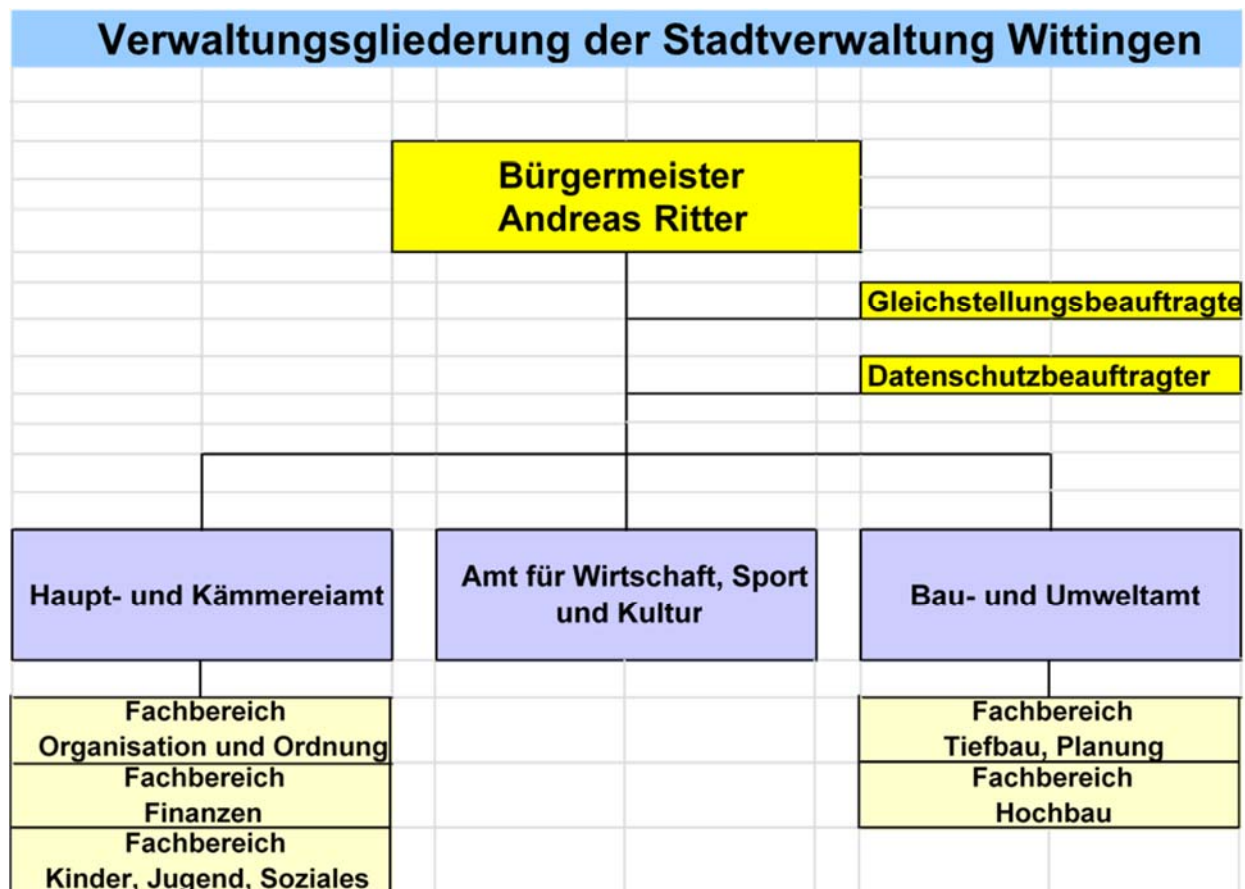 Verwaltungsgliederung der Stadtverwaltung Wittingen
Bürgermeister
Andreas Ritter
Gleichstellungsbeauftragte
Datenschutzbeauftragter
Haupt- und Kämmereiamt
Amt für Wirtschaft, Sport
und Kultur
Bau- und Umweltamt
Fachbereich
Organisation und Ordnung
Fachbereich
Finanzen
Fachbereich
Kinder, Jugend, Soziales
Fachbereich
Tiefbau, Planung
Fachbereich
Hochbau